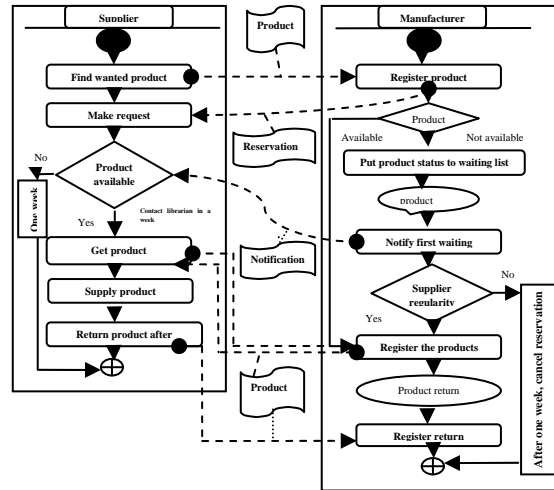 Supplier
Find wanted product
Make request
No
Product
available
One week
Yes
Contact librarian in a
week
Get product
Supply product
Return product after
Product
Reservation
Notification
Product
Manufacturer
Register product
Product
Available
Not available
Put product status to waiting list
product
Notify first waiting
No
Supplier
regularity
Yes
Register the products
Product return
Register return
After one week, cancel reservation